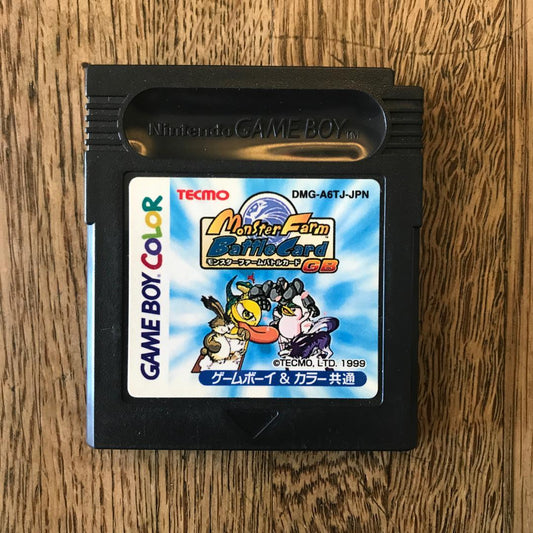 Nintendo GAME BOY TM
TECMO
DMG-A6TJ-JPN
Monster Farm
Battle Card
モンスターファームバトルカード
GB
GAME BOY COLOR
©TECMO, LTD. 1999
ゲームボーイ & カラー共通